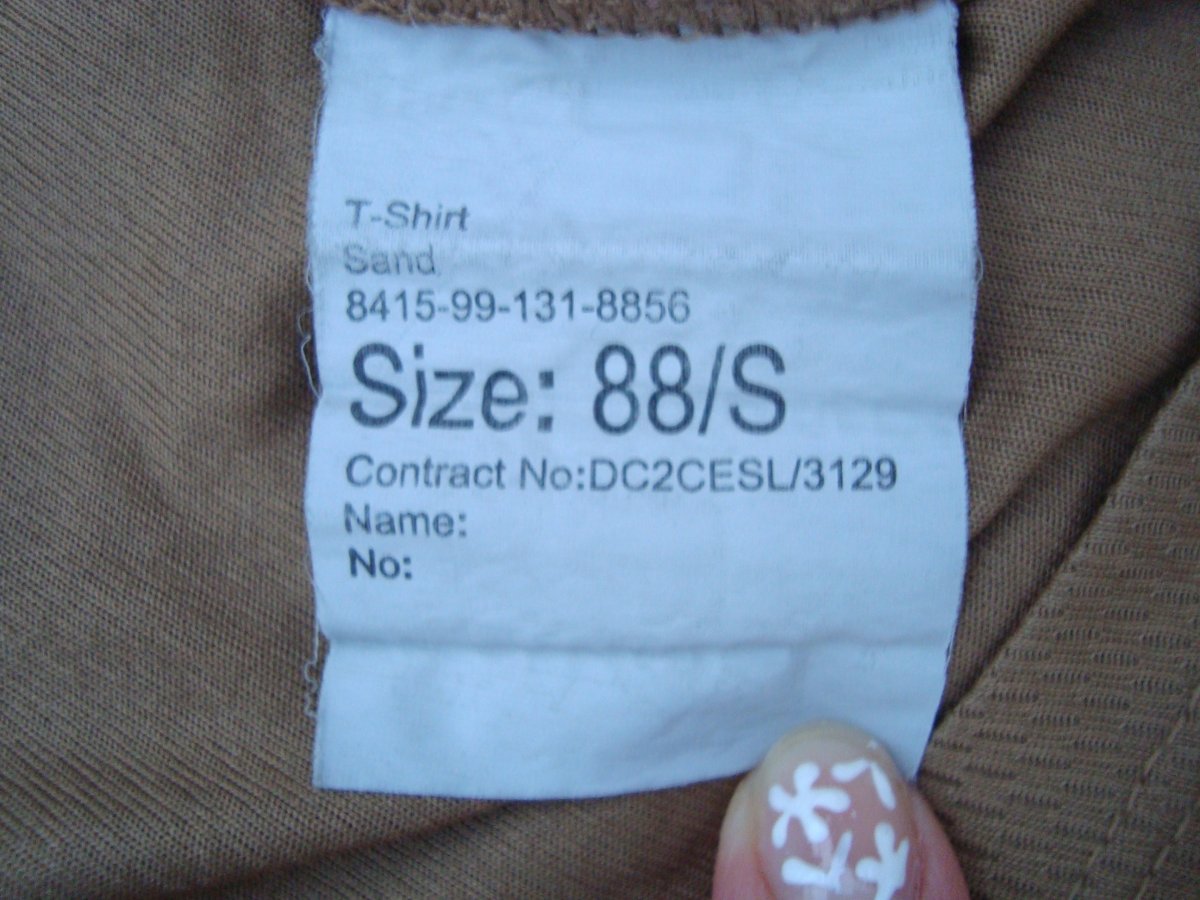 T-Shirt
Sand
8415-99-131-8856
Size: 88/S
Contract No:DC2CESL/3129
Name:
No: